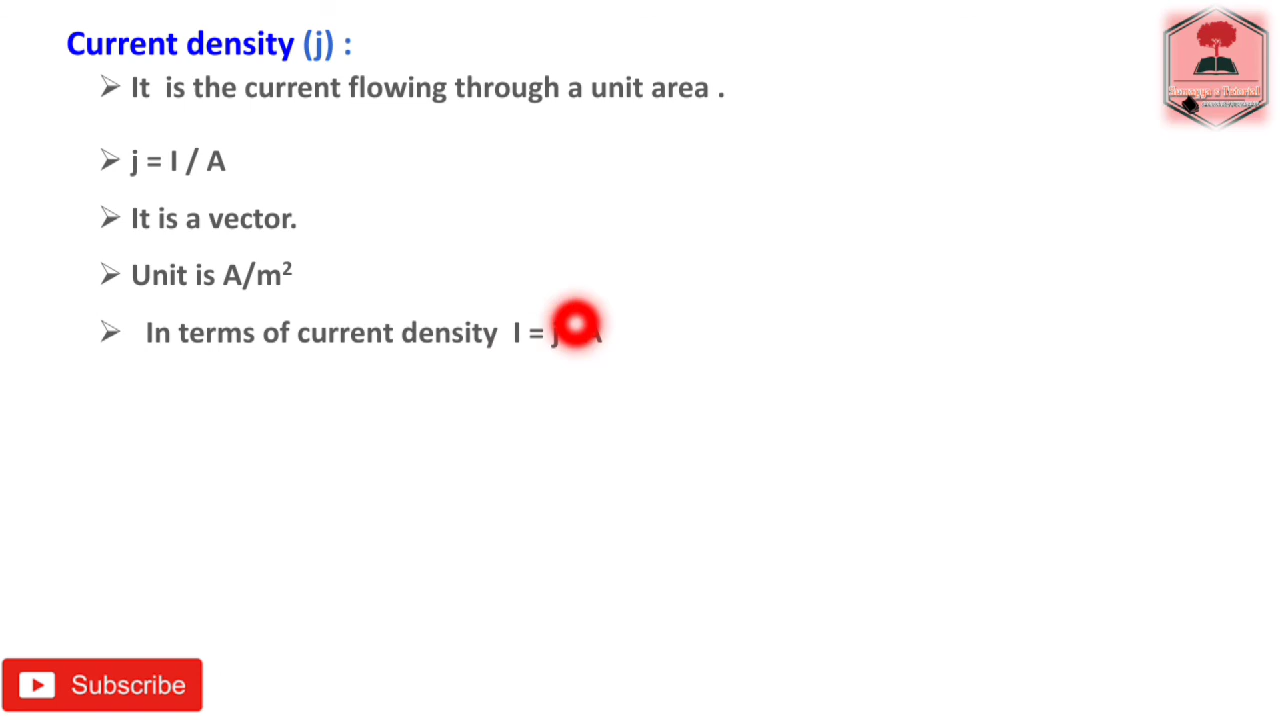 Current density (j) :
➢ It is the current flowing through a unit area .
➢ j = I / A
➢ It is a vector.
➢ Unit is A/m²
➢ In terms of current density I = j A
Subscribe